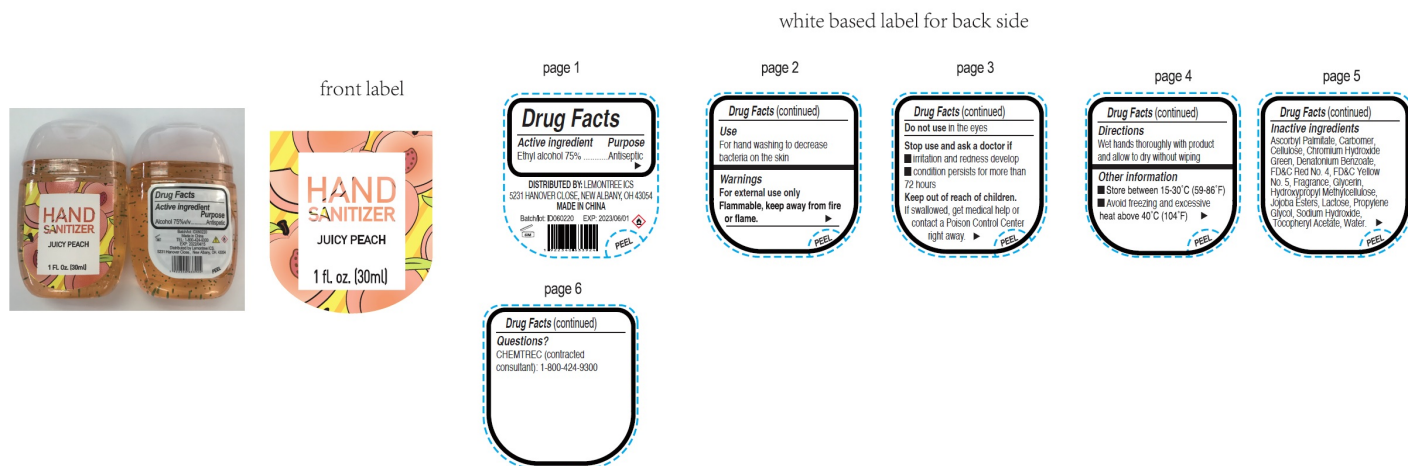 white based label for back side
front label
HAND
SANITIZER
JUICY PEACH
1 FL. Oz. (30ml)
Drug Facts
Active ingredient
Purpose
Alcohol 75%v/v
Made in China
HAND
SANITIZER
JUICY PEACH
1 fl. oz. (30ml)
page 1
Drug Facts
Active ingredient Purpose
Ethyl alcohol 75% ..........Antiseptic
DISTRIBUTED BY: LEMONTREE ICS
5231 HANOVER CLOSE, NEW ALBANY, OH 43054
MADE IN CHINA
Batch/lot: ID060220 EXP: 2023/06/01
PEEL
page 2
Drug Facts (continued)
Use
For hand washing to decrease
bacteria on the skin
Warnings
For external use only
Flammable, keep away from fire
or flame.
PEEL
page 3
Drug Facts (continued)
Do not use in the eyes
Stop use and ask a doctor if
■ irritation and redness develop
■ condition persists for more than
72 hours
Keep out of reach of children.
If swallowed, get medical help or
contact a Poison Control Center
right away.
PEEL
page 4
Drug Facts (continued)
Directions
Wet hands thoroughly with product
and allow to dry without wiping
Other information
■ Store between 15-30˚C (59-86˚F)
■ Avoid freezing and excessive
heat above 40˚C (104˚F)
PEEL
page 5
Drug Facts (continued)
Inactive ingredients
Ascorbyl Palmitate, Carbomer,
Cellulose, Chromium Hydroxide
Green, Denatonium Benzoate,
FD&C Red No. 4, FD&C Yellow
No. 5, Fragrance, Glycerin,
Hydroxypropyl Methylcellulose,
Jojoba Esters, Lactose, Propylene
Glycol, Sodium Hydroxide,
Tocopheryl Acetate, Water.
PEEL
page 6
Drug Facts (continued)
Questions?
CHEMTREC (contracted
consultant): 1-800-424-9300